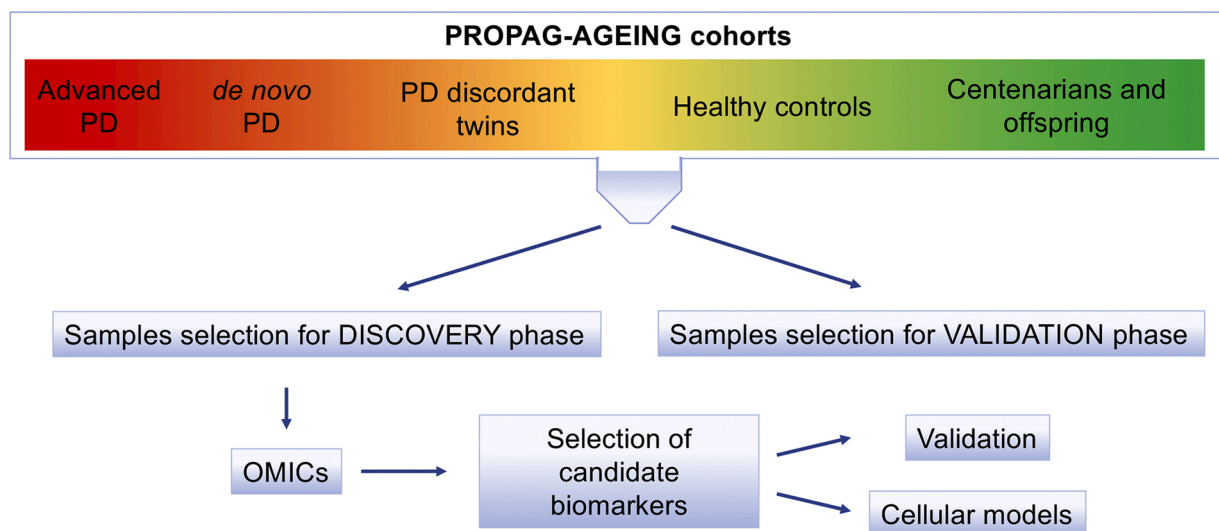 PROPAG-AGEING cohorts
Advanced
PD
de novo
PD
PD discordant
twins
Healthy controls
Centenarians and
offspring
Samples selection for DISCOVERY phase
Samples selection for VALIDATION phase
OMICs
Selection of
candidate
biomarkers
Validation
Cellular models